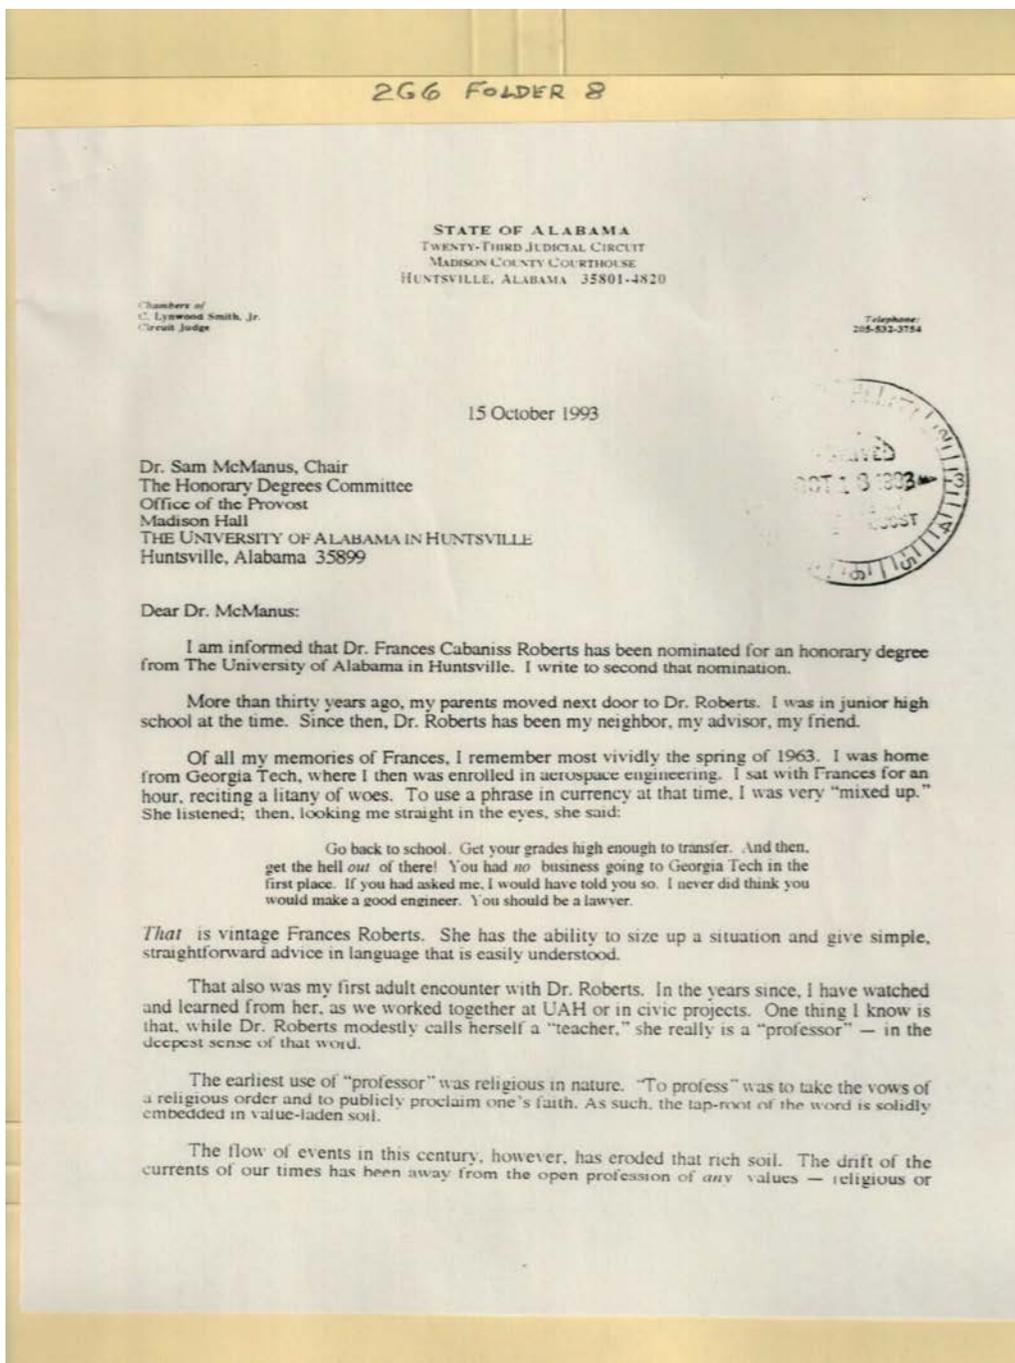 2G6 FOLDER 8
STATE OF ALABAMA
TWENTY-THIRD JUDICIAL CIRCUIT
MADISON COUNTY COURTHOUSE
HUNTSVILLE, ALABAMA 35801-4820
Chambers of
C. Lynwood Smith, Jr.
Circuit Judge
Telephone:
205-532-3754
15 October 1993
Dr. Sam McManus, Chair
The Honorary Degrees Committee
Office of the Provost
Madison Hall
THE UNIVERSITY OF ALABAMA IN HUNTSVILLE
Huntsville, Alabama 35899
Dear Dr. McManus:
I am informed that Dr. Frances Cabaniss Roberts has been nominated for an honorary degree
from The University of Alabama in Huntsville. I write to second that nomination.
More than thirty years ago, my parents moved next door to Dr. Roberts. I was in junior high
school at the time. Since then, Dr. Roberts has been my neighbor, my advisor, my friend.
Of all my memories of Frances, I remember most vividly the spring of 1963. I was home
from Georgia Tech, where I then was enrolled in aerospace engineering. I sat with Frances for an
hour, reciting a litany of woes. To use a phrase in currency at that time, I was very “mixed up.”
She listened; then, looking me straight in the eyes, she said:
Go back to school. Get your grades high enough to transfer. And then,
get the hell out of there! You had no business going to Georgia Tech in the
first place. If you had asked me, I would have told you so. I never did think you
would make a good engineer. You should be a lawyer.
That is vintage Frances Roberts. She has the ability to size up a situation and give simple,
straightforward advice in language that is easily understood.
That also was my first adult encounter with Dr. Roberts. In the years since, I have watched
and learned from her, as we worked together at UAH or in civic projects. One thing I know is
that, while Dr. Roberts modestly calls herself a “teacher,” she really is a “professor” — in the
deepest sense of that word.
The earliest use of “professor” was religious in nature. “To profess” was to take the vows of
a religious order and to publicly proclaim one’s faith. As such, the tap-root of the word is solidly
embedded in value-laden soil.
The flow of events in this century, however, has eroded that rich soil. The drift of the
currents of our times has been away from the open profession of any values — religious or